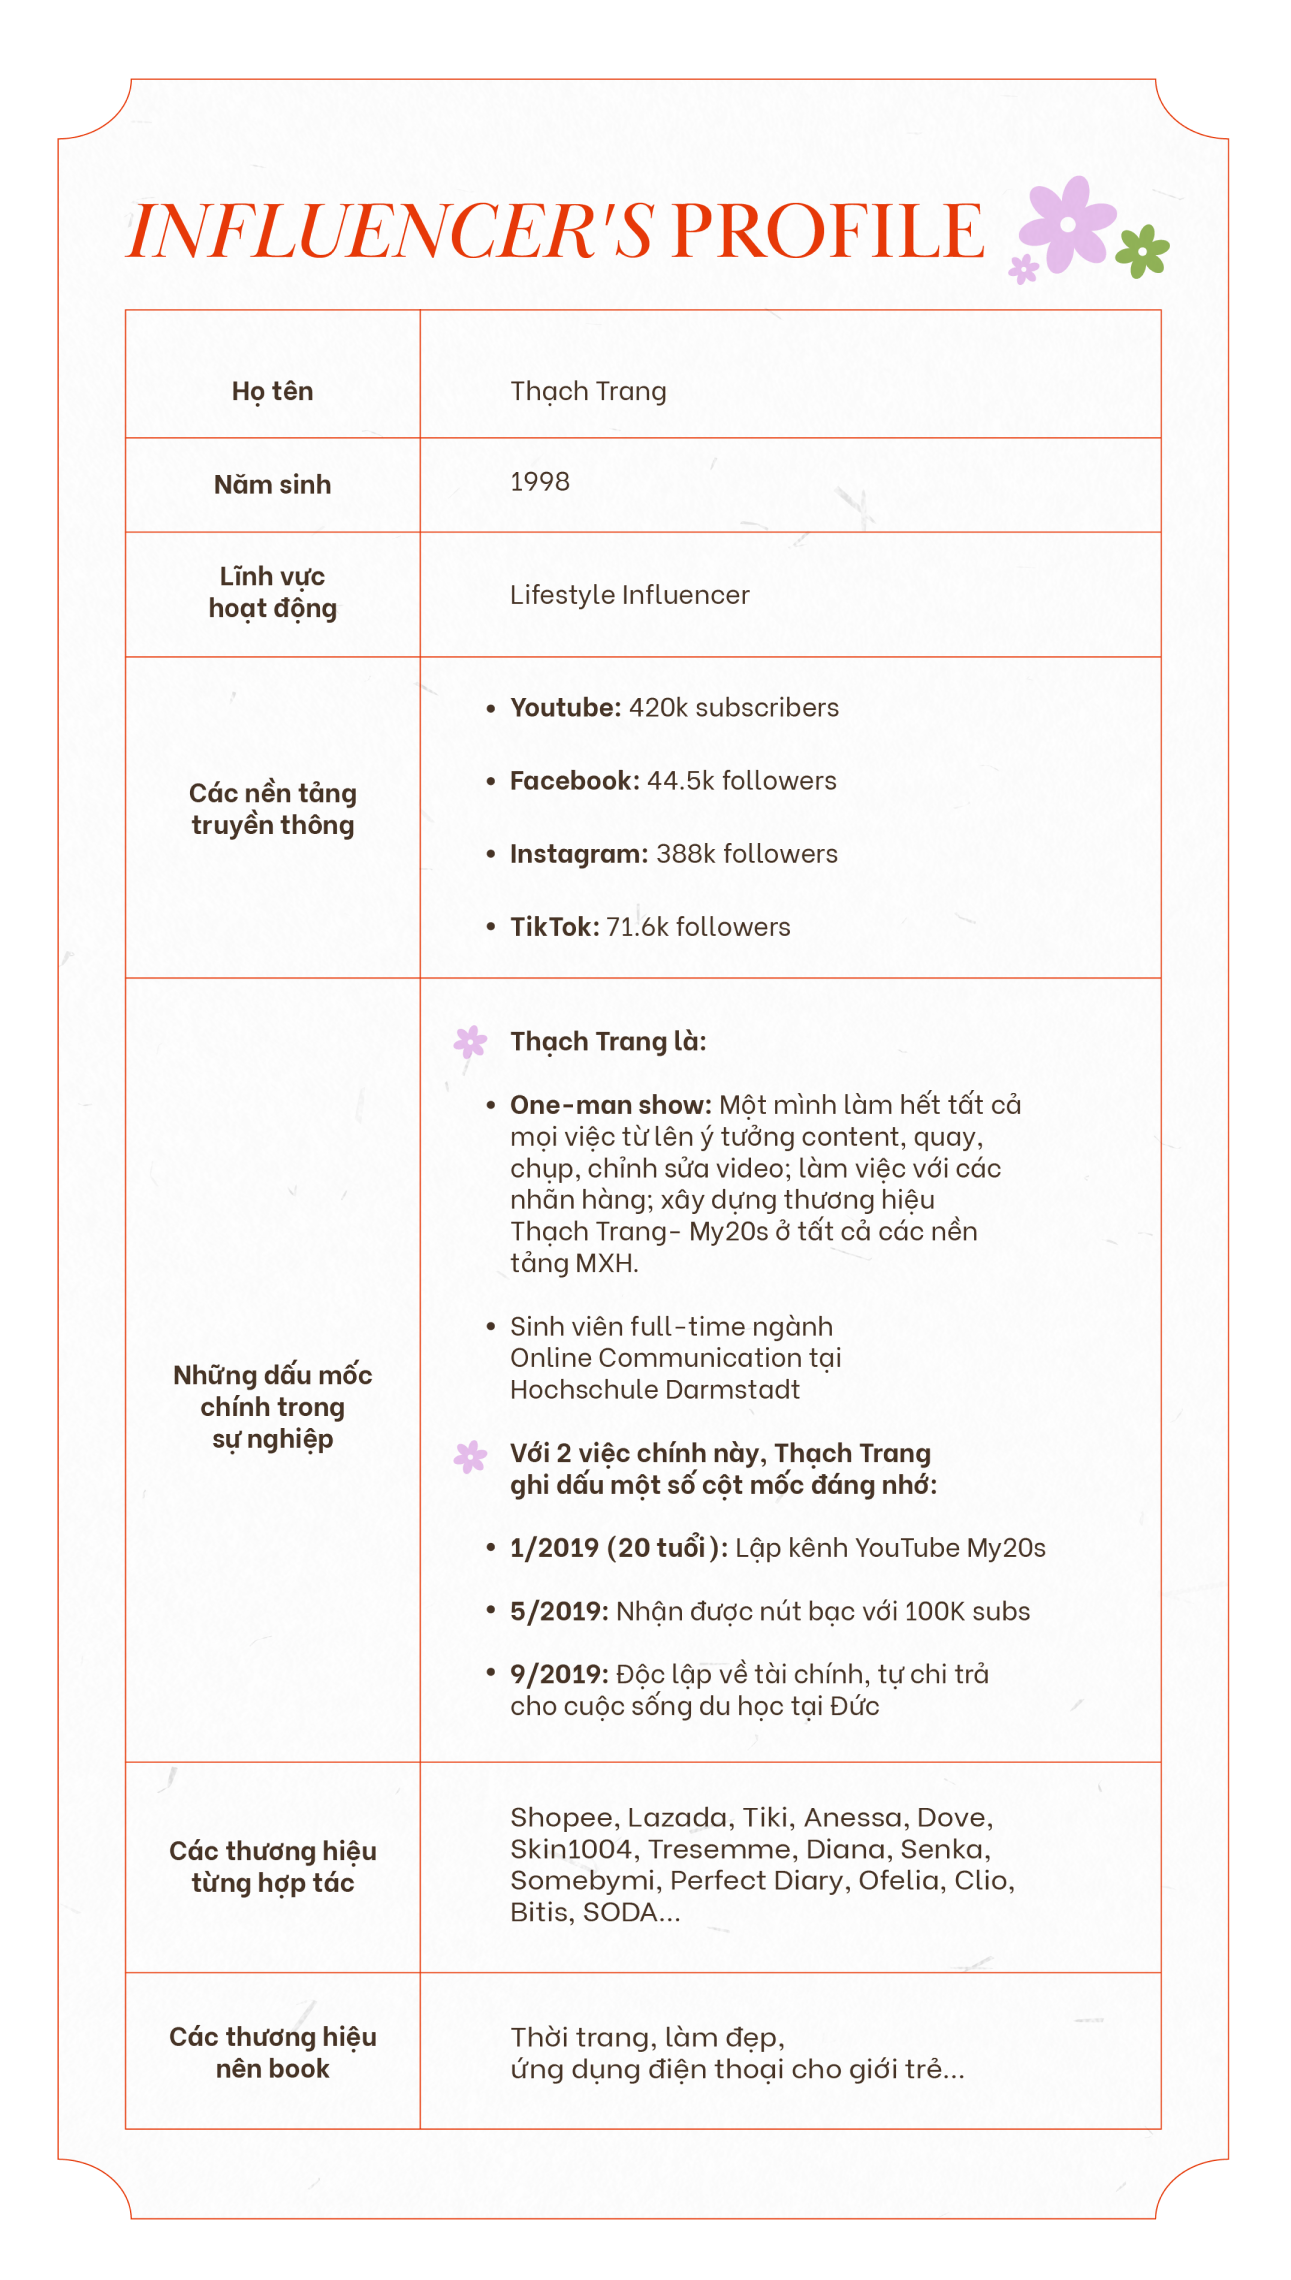 INFLUENCER'S PROFILE
Họ tên
Thạch Trang
Năm sinh
1998
Lĩnh vực
hoạt động
Lifestyle Influencer
Các nền tảng
truyền thông
• Youtube: 420k subscribers
• Facebook: 44.5k followers
• Instagram: 388k followers
• TikTok: 71.6k followers
Những dấu mốc
chính trong
sự nghiệp
Thạch Trang là:
• One-man show: Một mình làm hết tất cả
mọi việc từ lên ý tưởng content, quay,
chụp, chỉnh sửa video; làm việc với các
nhãn hàng; xây dựng thương hiệu
Thạch Trang- My20s ở tất cả các nền
tảng MXH.
• Sinh viên full-time ngành
Online Communication tại
Hochschule Darmstadt
Với 2 việc chính này, Thạch Trang
ghi dấu một số cột mốc đáng nhớ:
• 1/2019 (20 tuổi): Lập kênh YouTube My20s
• 5/2019: Nhận được nút bạc với 100K subs
• 9/2019: Độc lập về tài chính, tự chi trả
cho cuộc sống du học tại Đức
Các thương hiệu
từng hợp tác
Shopee, Lazada, Tiki, Anessa, Dove,
Skin1004, Tresemme, Diana, Senka,
Somebymi, Perfect Diary, Ofelia, Clio,
Bitis, SODA...
Các thương hiệu
nên book
Thời trang, làm đẹp,
ứng dụng điện thoại cho giới trẻ...